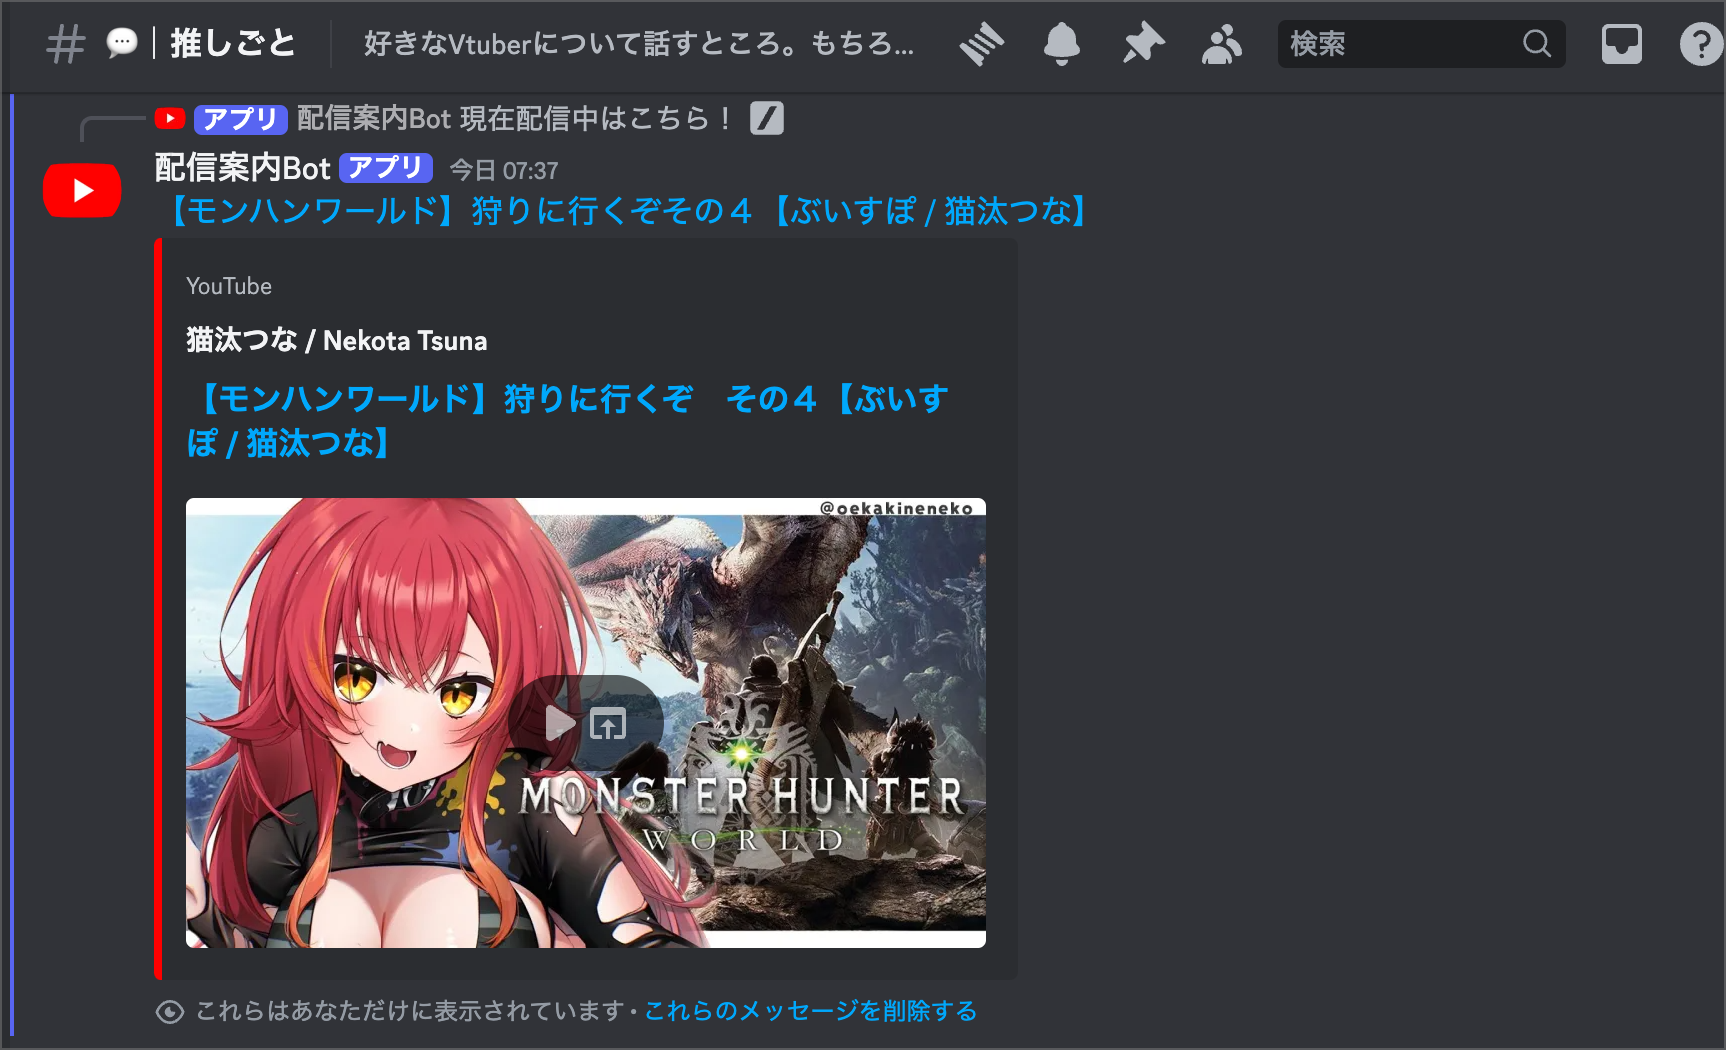 推しごと
好きなVtuberについて話すところ。もちろ...
検索
アプリ 配信案内Bot 現在配信中はこちら！
配信案内Bot アプリ 今日 07:37
【モンハンワールド】狩りに行くぞその４【ぶいすぽ / 猫汰つな】
YouTube
猫汰つな / Nekota Tsuna
【モンハンワールド】狩りに行くぞ　その４【ぶいす
ぽ / 猫汰つな】
@oekakineneko
MONSTER HUNTER
WORLD
これらはあなただけに表示されています・これらのメッセージを削除する